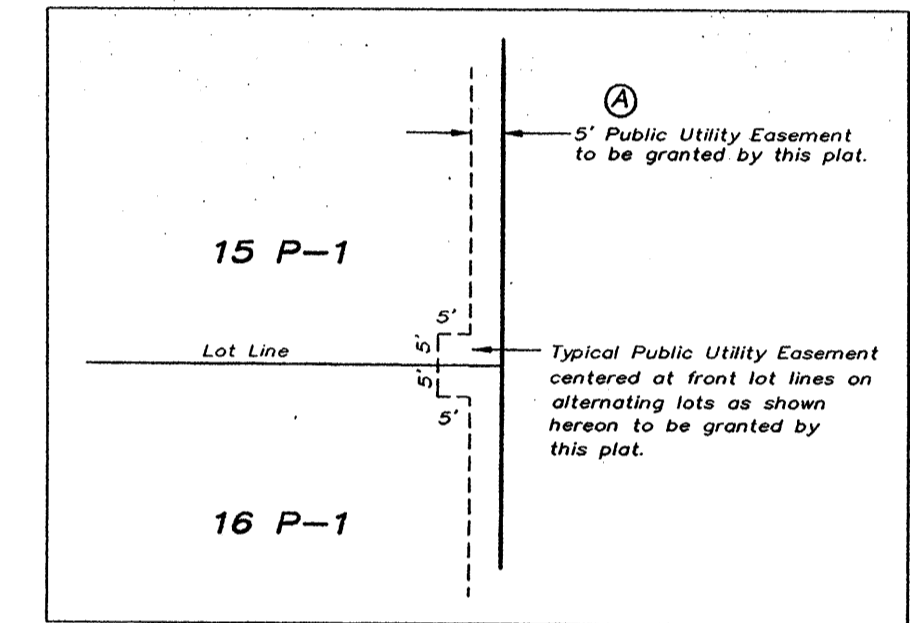 A
5' Public Utility Easement
to be granted by this plat.
15 P-1
5'
5'
Lot Line
5'
5'
Typical Public Utility Easement
centered at front lot lines on
alternating lots as shown
hereon to be granted by
this plat.
16 P-1